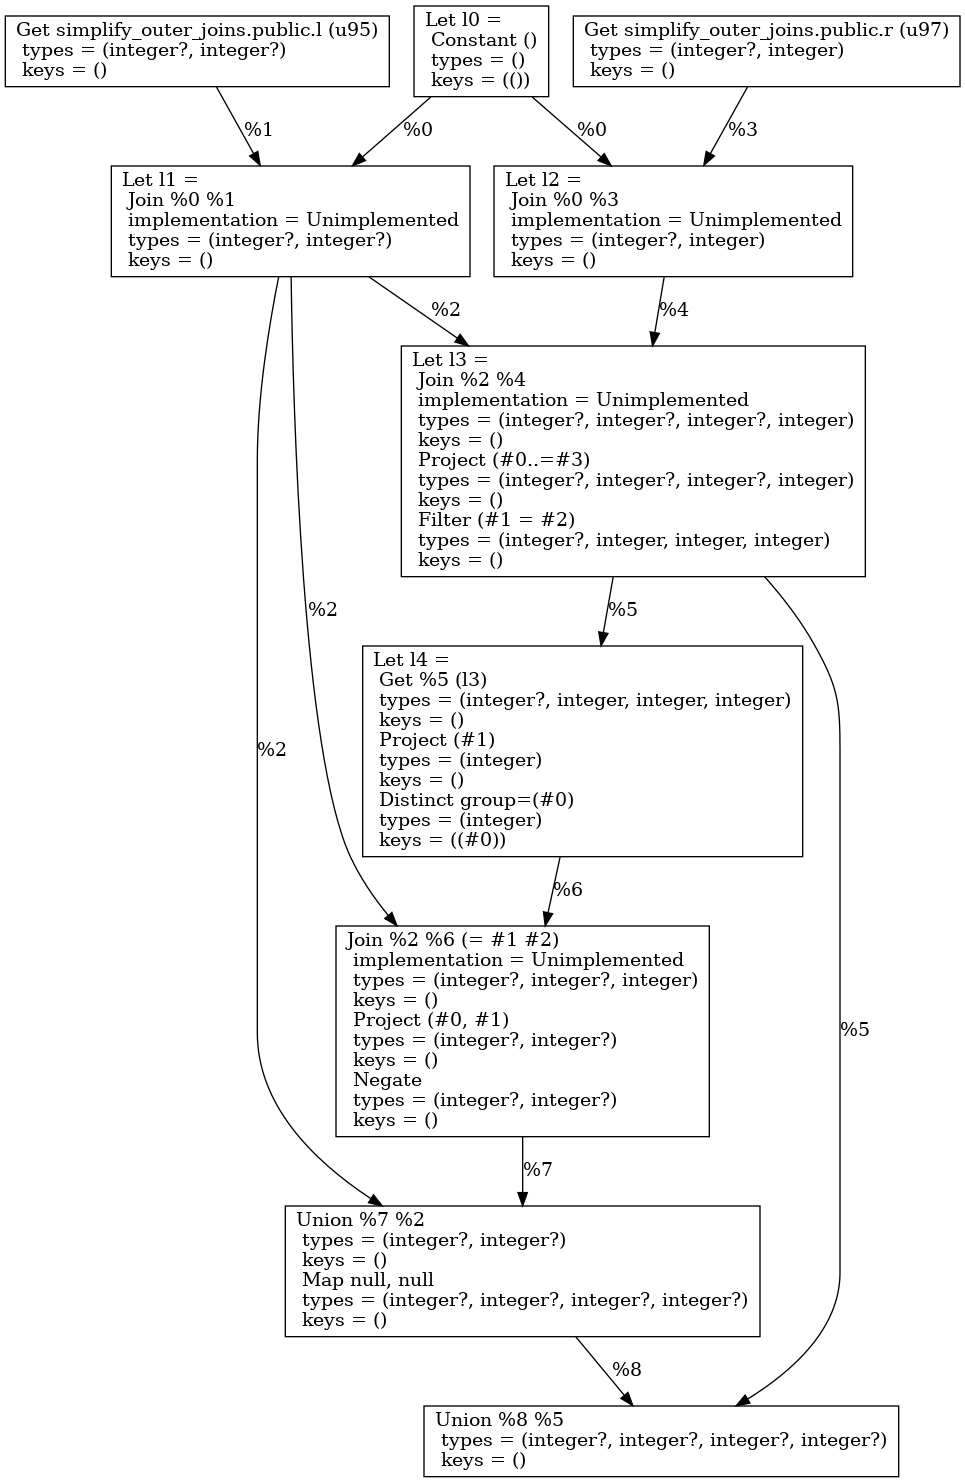 Get simplify_outer_joins.public.l (u95)
types = (integer?, integer?)
keys = ()
Let l0 =
Constant ()
types = ()
keys = (())
Get simplify_outer_joins.public.r (u97)
types = (integer?, integer)
keys = ()
%1
%0
%0
%3
Let l1 =
Join %0 %1
implementation = Unimplemented
types = (integer?, integer?)
keys = ()
Let l2 =
Join %0 %3
implementation = Unimplemented
types = (integer?, integer)
keys = ()
%2
%4
Let l3 =
Join %2 %4
implementation = Unimplemented
types = (integer?, integer?, integer?, integer)
keys = ()
Project (#0..=#3)
types = (integer?, integer?, integer?, integer)
keys = ()
Filter (#1 = #2)
types = (integer?, integer, integer, integer)
keys = ()
%2
%5
Let l4 =
Get %5 (l3)
types = (integer?, integer, integer, integer)
keys = ()
Project (#1)
types = (integer)
keys = ()
Distinct group=(#0)
types = (integer)
keys = ((#0))
%2
%6
Join %2 %6 (= #1 #2)
implementation = Unimplemented
types = (integer?, integer?, integer)
keys = ()
Project (#0, #1)
types = (integer?, integer?)
keys = ()
Negate
types = (integer?, integer?)
keys = ()
%5
%7
Union %7 %2
types = (integer?, integer?)
keys = ()
Map null, null
types = (integer?, integer?, integer?, integer?)
keys = ()
%8
Union %8 %5
types = (integer?, integer?, integer?, integer?)
keys = ()